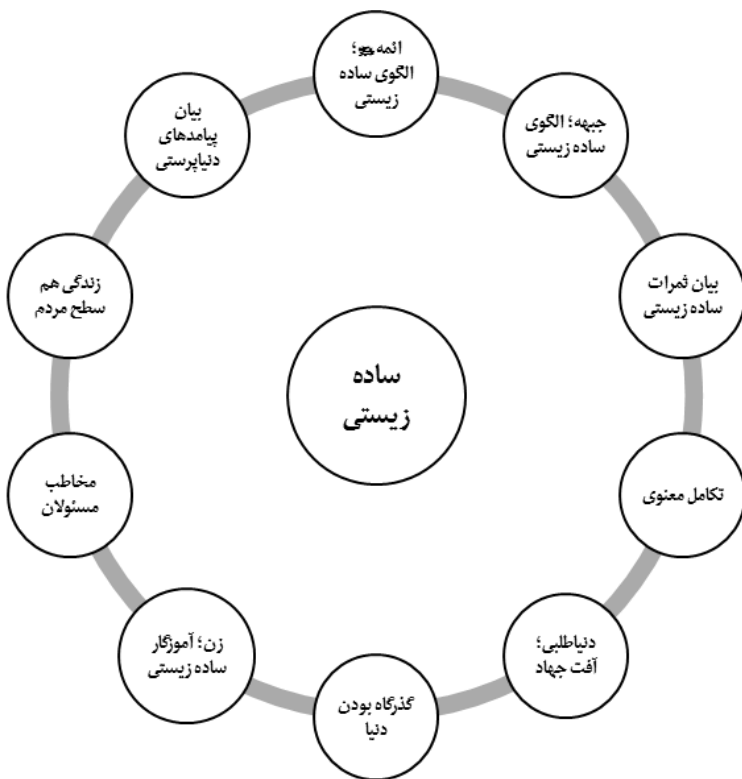 ائمه ؛
الگوی ساده
زیستی
جبهه؛ الگوی
ساده زیستی
بیان ثمرات
ساده زیستی
تکامل معنوی
دنیاطلبی؛
آفت جهاد
گذرگاه بودن
دنیا
زن؛ آموزگار
ساده زیستی
مخاطب
مسئولان
زندگی هم
سطح مردم
بیان
پیامدهای
دنیاپرستی
ساده
زیستی